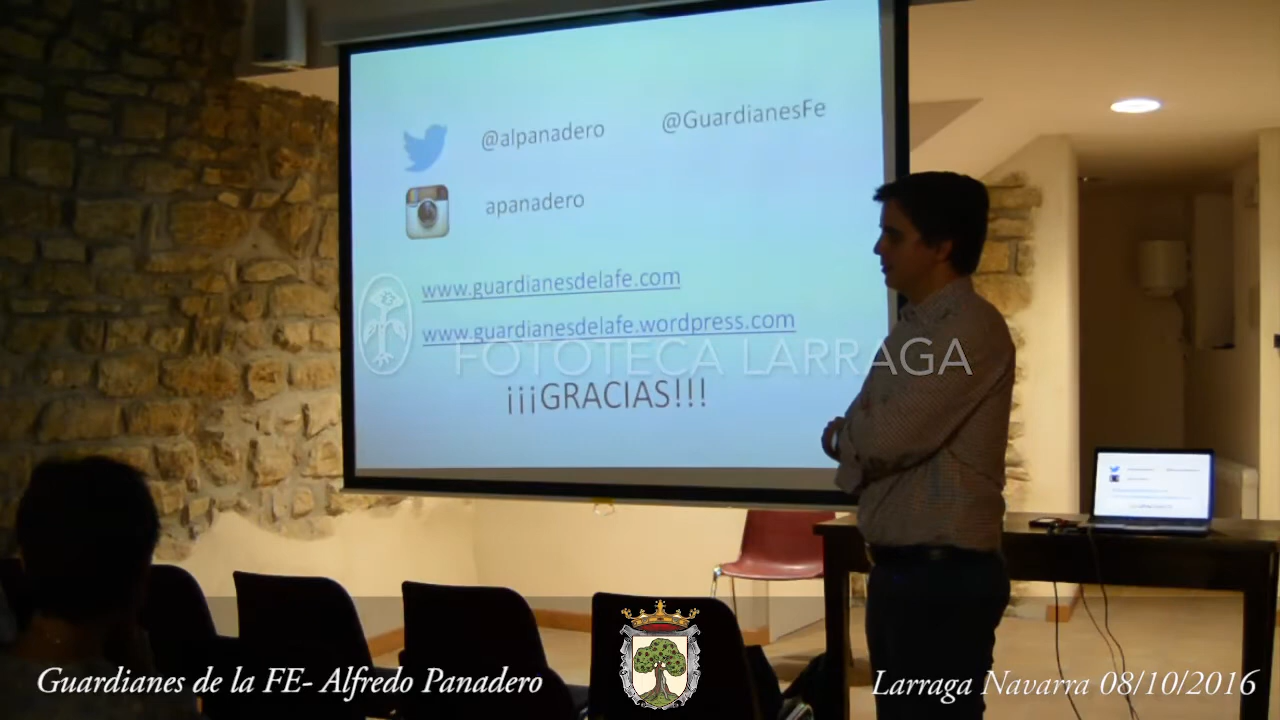 @alpanadero @GuardianesFe
apanadero
www.guardianesdelafe.com
www.guardianesdelafe.wordpress.com
FOTOTECA LARRAGA
¡¡¡GRACIAS!!!
Guardianes de la FE- Alfredo Panadero
Larraga Navarra 08/10/2016